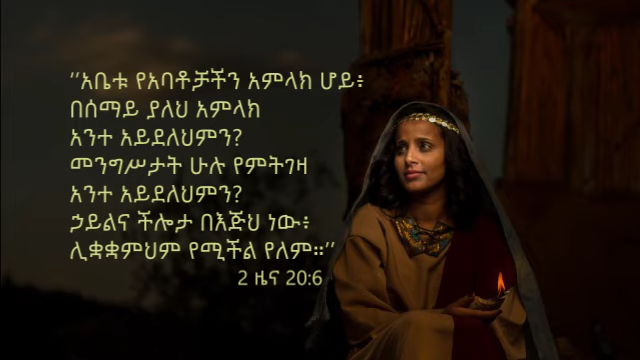 “አቤቱ የአባቶቻችን አምላክ ሆይ፥
በሰማይ ያለህ አምላክ
አንተ አይደለህምን?
መንግሥታት ሁሉ የምትገዛ
አንተ አይደለህምን?
ኃይልና ችሎታ በእጅህ ነው፥
ሊቋቋምህም የሚችል የለም።”
2 ዜና 20:6